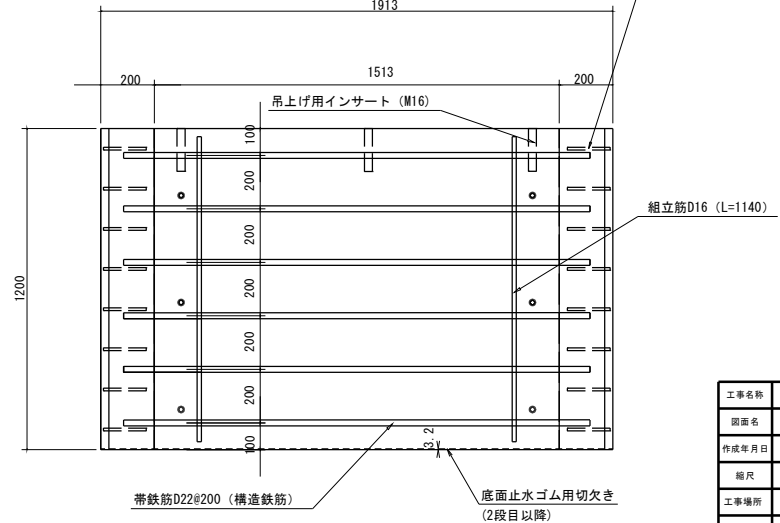 1913
200
1513
200
吊上げ用インサート（M16）
100
200
200
200
200
200
100
1200
組立筋D16（L=1140）
3.2
帯鉄筋D22@200（構造鉄筋）
底面止水ゴム用切欠き
(2段目以降)
工事名称
図面名
作成年月日
縮尺
工事場所